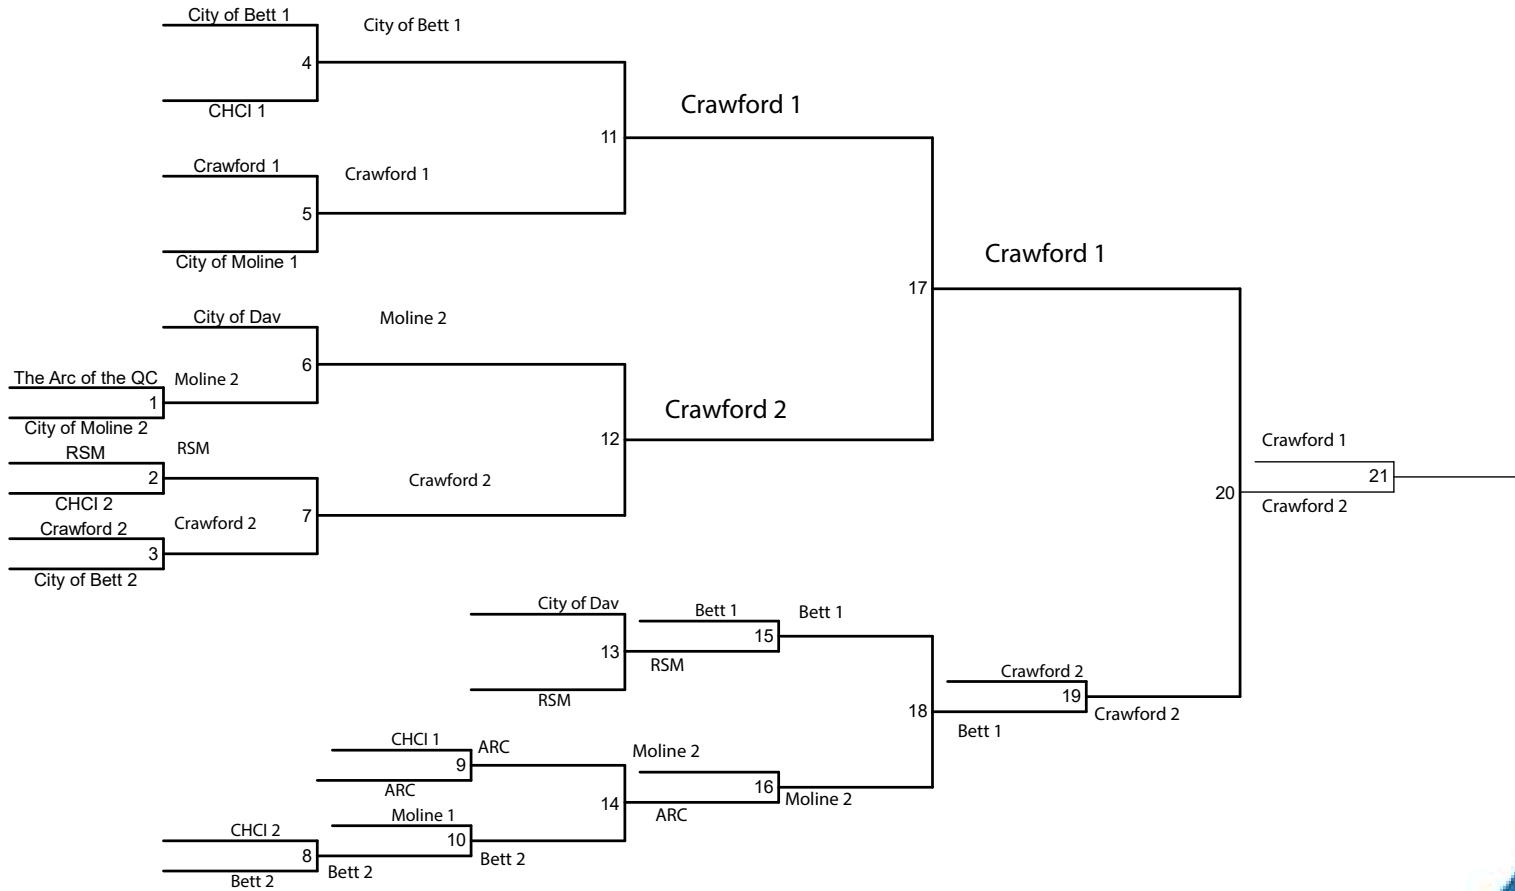 City of Bett 1
City of Bett 1
4
CHCI 1
Crawford 1
11
Crawford 1
Crawford 1
5
City of Moline 1
Crawford 1
17
City of Dav
Moline 2
6
The Arc of the QC
Moline 2
1
City of Moline 2
Crawford 2
12
RSM
RSM
2
CHCI 2
Crawford 2
7
Crawford 2
Crawford 2
3
City of Bett 2
Crawford 1
21
20
Crawford 2
City of Dav
Bett 1
Bett 1
15
13
RSM
RSM
Crawford 2
19
18
Crawford 2
Bett 1
CHCI 1
ARC
9
ARC
Moline 2
16
Moline 2
14
ARC
Moline 1
10
Bett 2
CHCI 2
8
Bett 2
Bett 2